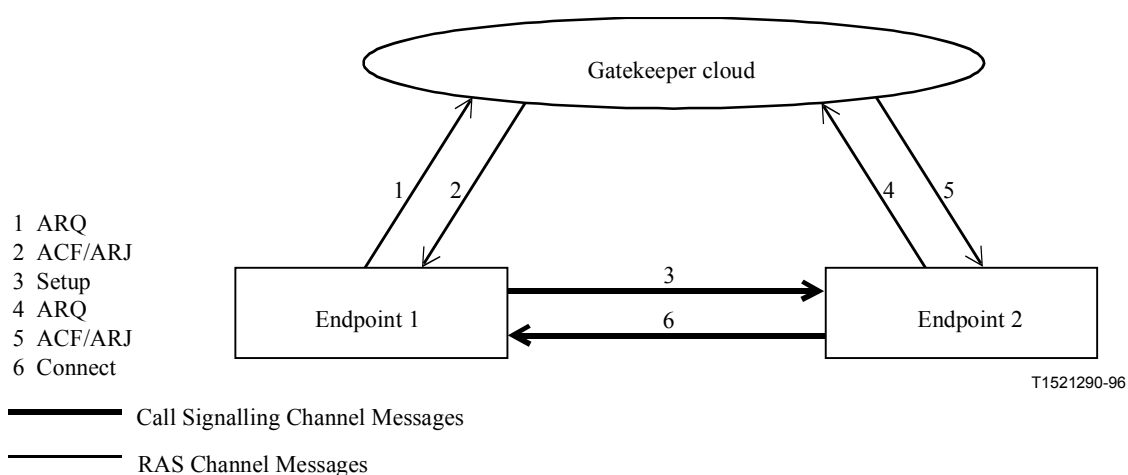 Gatekeeper cloud
1
2
4
5
1 ARQ
2 ACF/ARJ
3 Setup
4 ARQ
5 ACF/ARJ
6 Connect
3
Endpoint 1
6
Endpoint 2
T1521290-96
Call Signalling Channel Messages
RAS Channel Messages